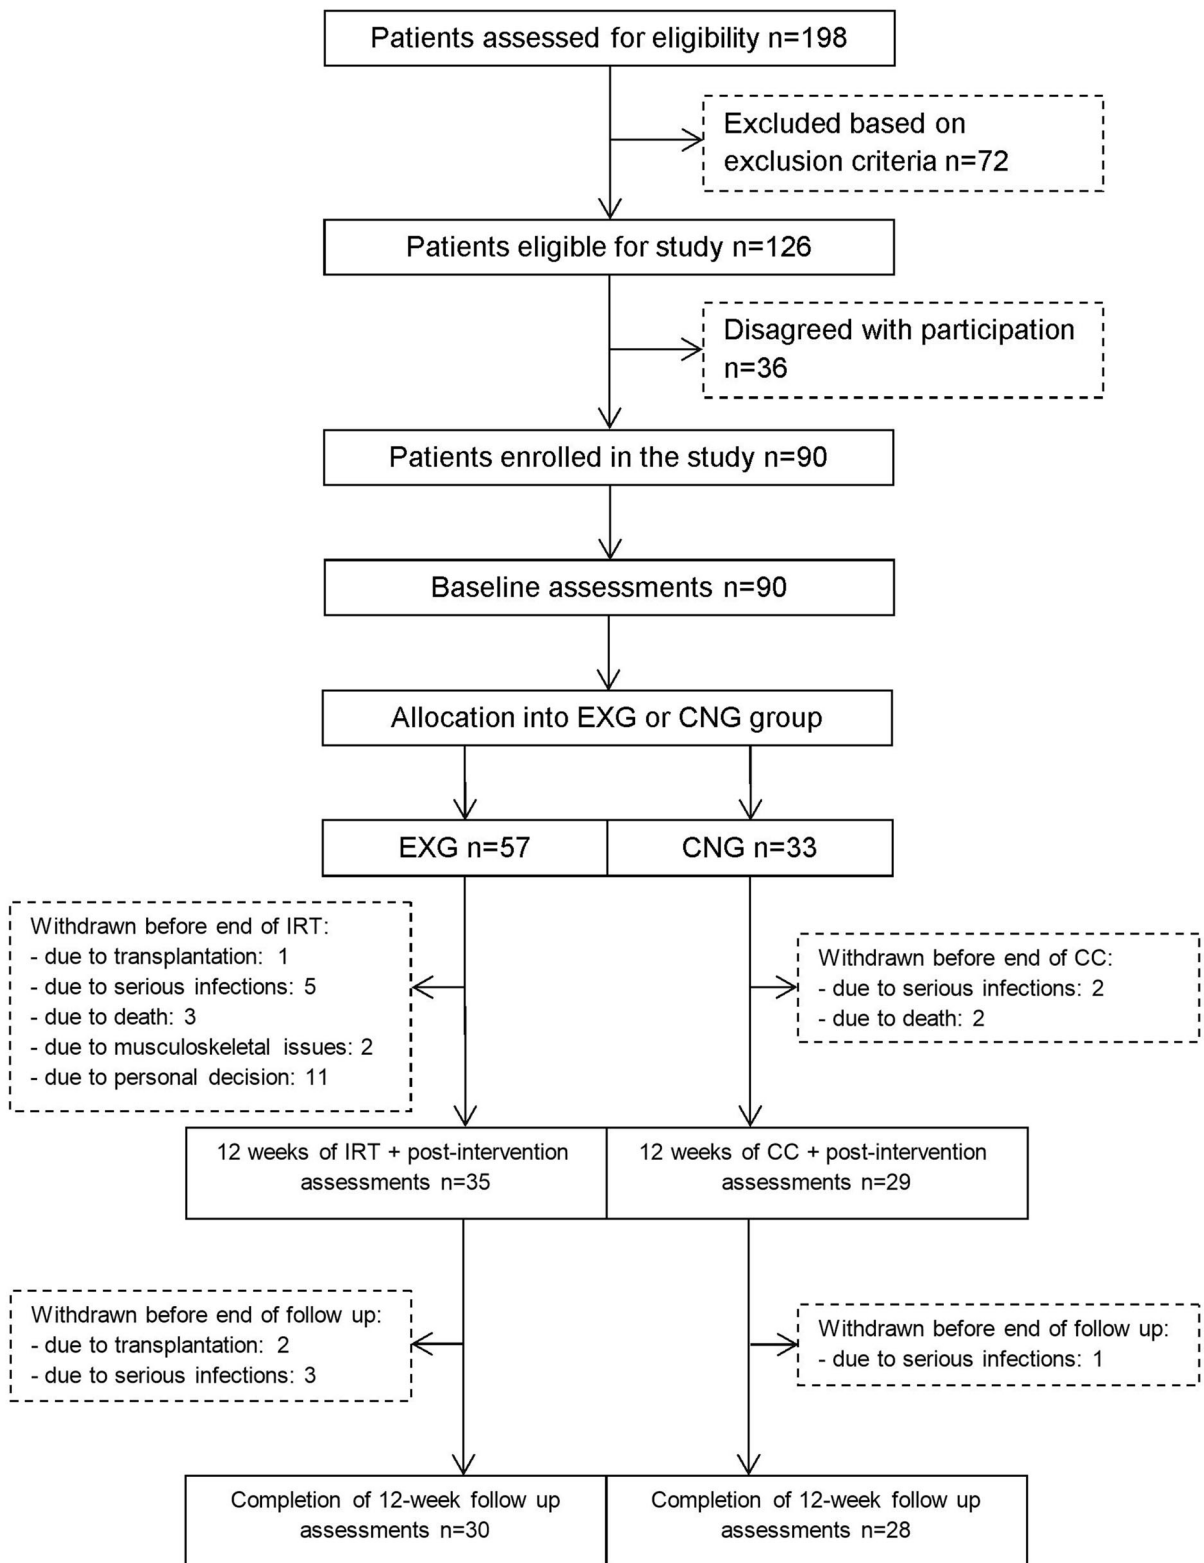 Patients assessed for eligibility n=198
Excluded based on
exclusion criteria n=72
Patients eligible for study n=126
Disagreed with participation
n=36
Patients enrolled in the study n=90
Baseline assessments n=90
Allocation into EXG or CNG group
EXG n=57
CNG n=33
Withdrawn before end of IRT:
- due to transplantation: 1
- due to serious infections: 5
- due to death: 3
- due to musculoskeletal issues: 2
- due to personal decision: 11
Withdrawn before end of CC:
- due to serious infections: 2
- due to death: 2
12 weeks of IRT + post-intervention
assessments n=35
12 weeks of CC + post-intervention
assessments n=29
Withdrawn before end of follow up:
- due to transplantation: 2
- due to serious infections: 3
Withdrawn before end of follow up:
- due to serious infections: 1
Completion of 12-week follow up
assessments n=30
Completion of 12-week follow up
assessments n=28